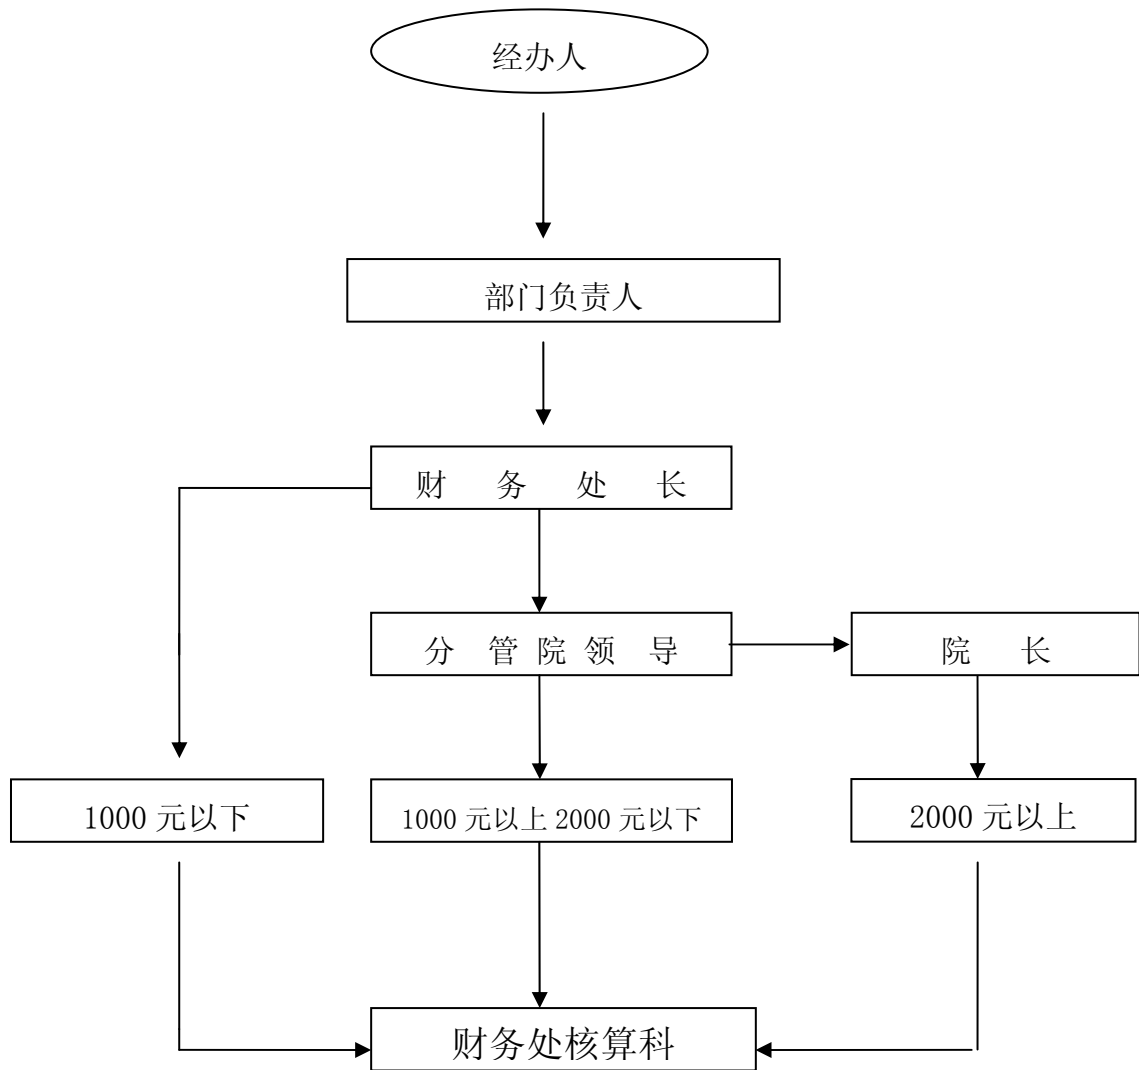 经办人
部门负责人
财 务 处 长
分 管 院 领 导
院 长
1000 元以下
1000 元以上 2000 元以下
2000 元以上
财务处核算科